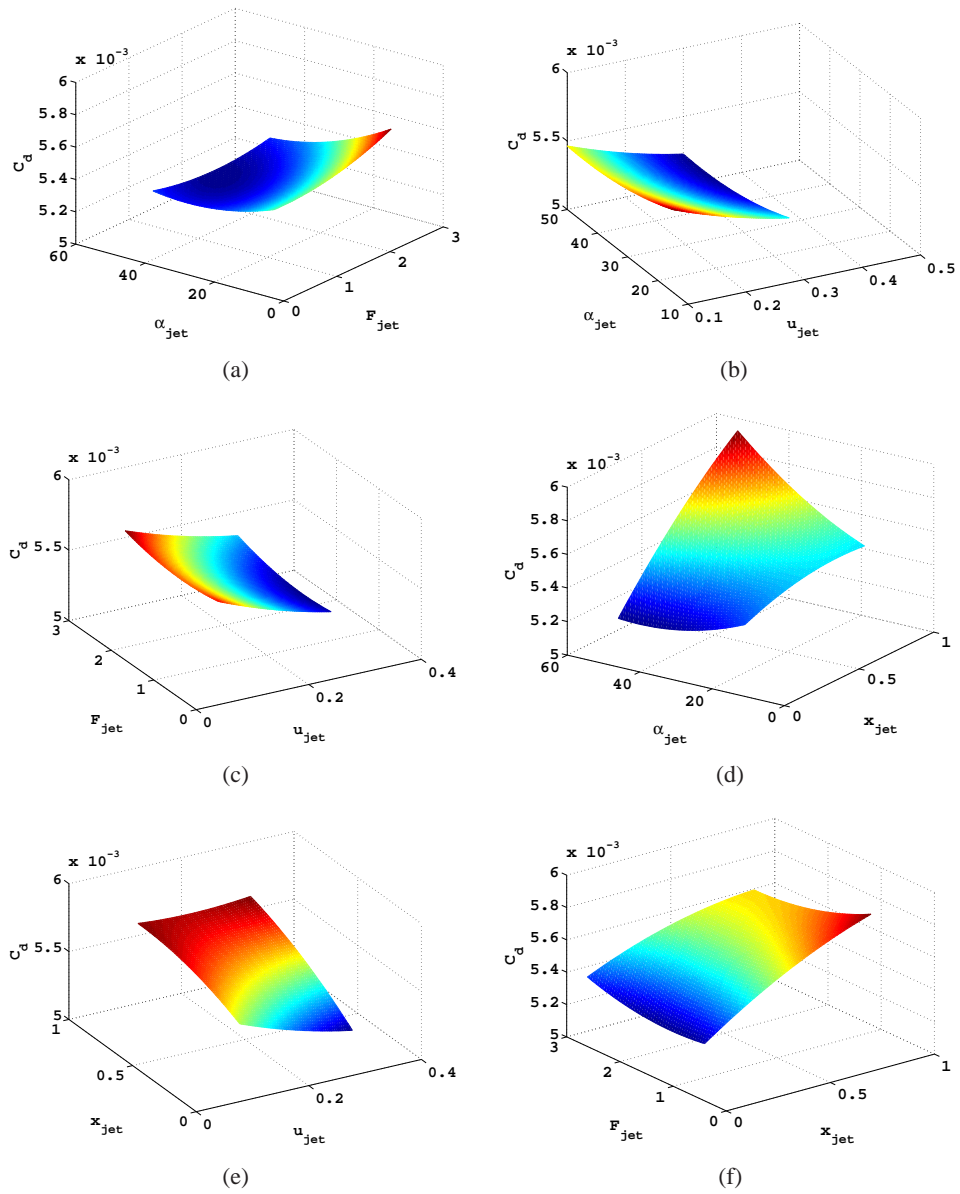 x 10⁻³
6
5.8
5.6
5.4
5.2
5
C_d
60
40
20
0
α_jet
0
1
2
3
F_jet
(a)
x 10⁻³
6
5.5
5
C_d
50
40
30
20
10
α_jet
0.1
0.2
0.3
0.4
0.5
u_jet
(b)
x 10⁻³
6
5.5
5
C_d
3
2
1
0
F_jet
0
0.2
0.4
u_jet
(c)
x 10⁻³
6
5.8
5.6
5.4
5.2
5
C_d
60
40
20
0
α_jet
0
0.5
1
x_jet
(d)
x 10⁻³
6
5.5
5
C_d
1
0.5
0
x_jet
0
0.2
0.4
u_jet
(e)
x 10⁻³
6
5.8
5.6
5.4
5.2
5
C_d
3
2
1
0
F_jet
0
0.5
1
x_jet
(f)